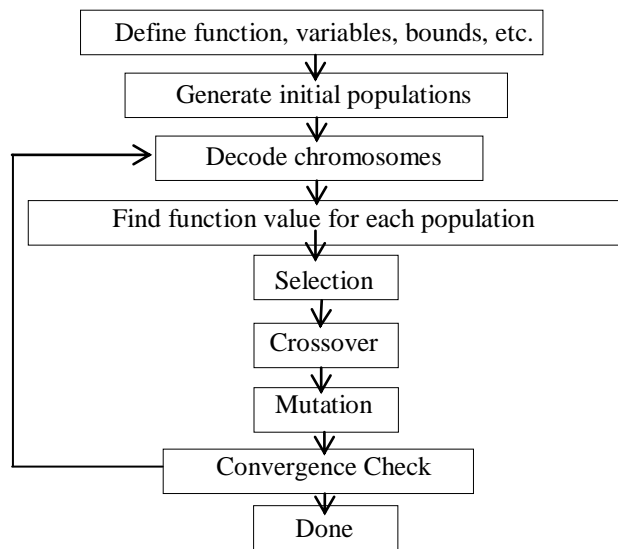 Define function, variables, bounds, etc.
Generate initial populations
Decode chromosomes
Find function value for each population
Selection
Crossover
Mutation
Convergence Check
Done